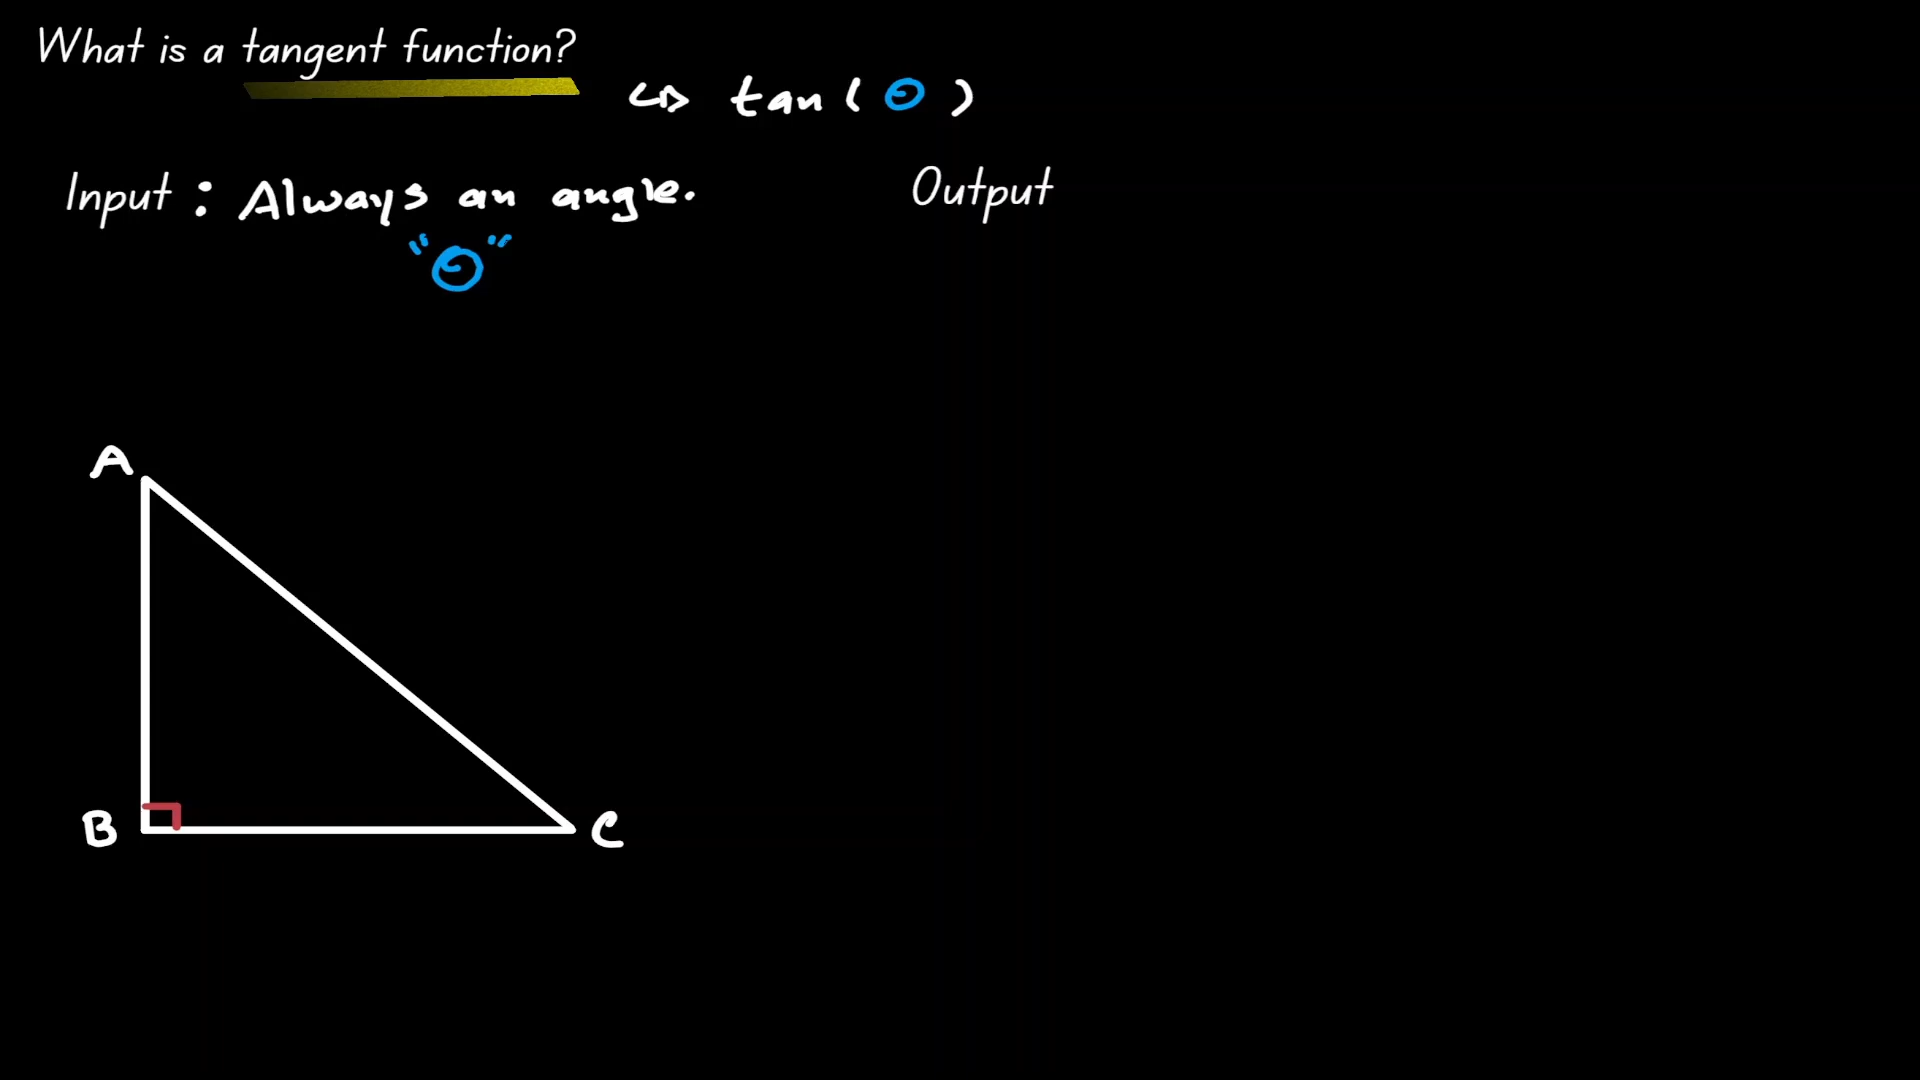 What is a tangent function?
↪ tan ( θ )
Input : Always an angle.
Output
"θ"
A
B
C